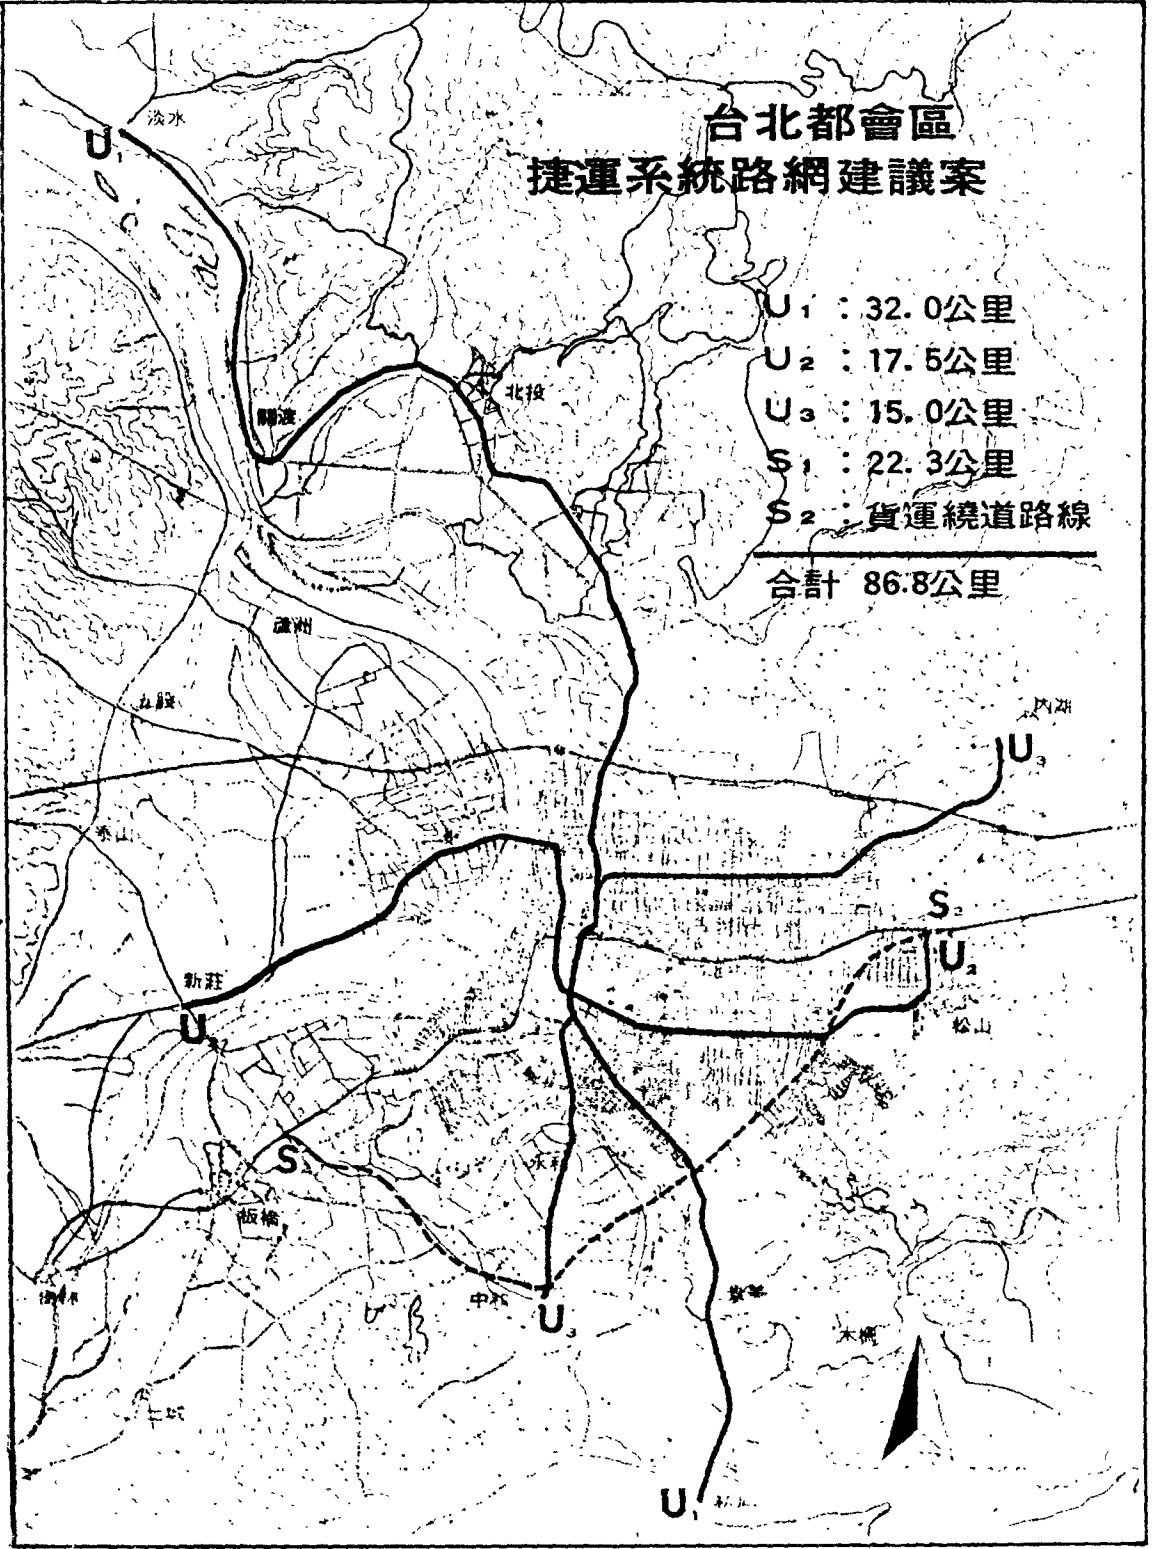 台北都會區
捷運系統路網建議案
U₁：32.0公里
U₂：17.5公里
U₃：15.0公里
S₁：22.3公里
S₂：貨運繞道路線
合計 86.8公里
淡水
U₁
北投
關渡
蘆洲
五股
內湖
U₃
泰山
S₂
U₂
松山
新莊
U₂
S
板橋
樹林
中和
U₃
景美
木柵
土城
U₁